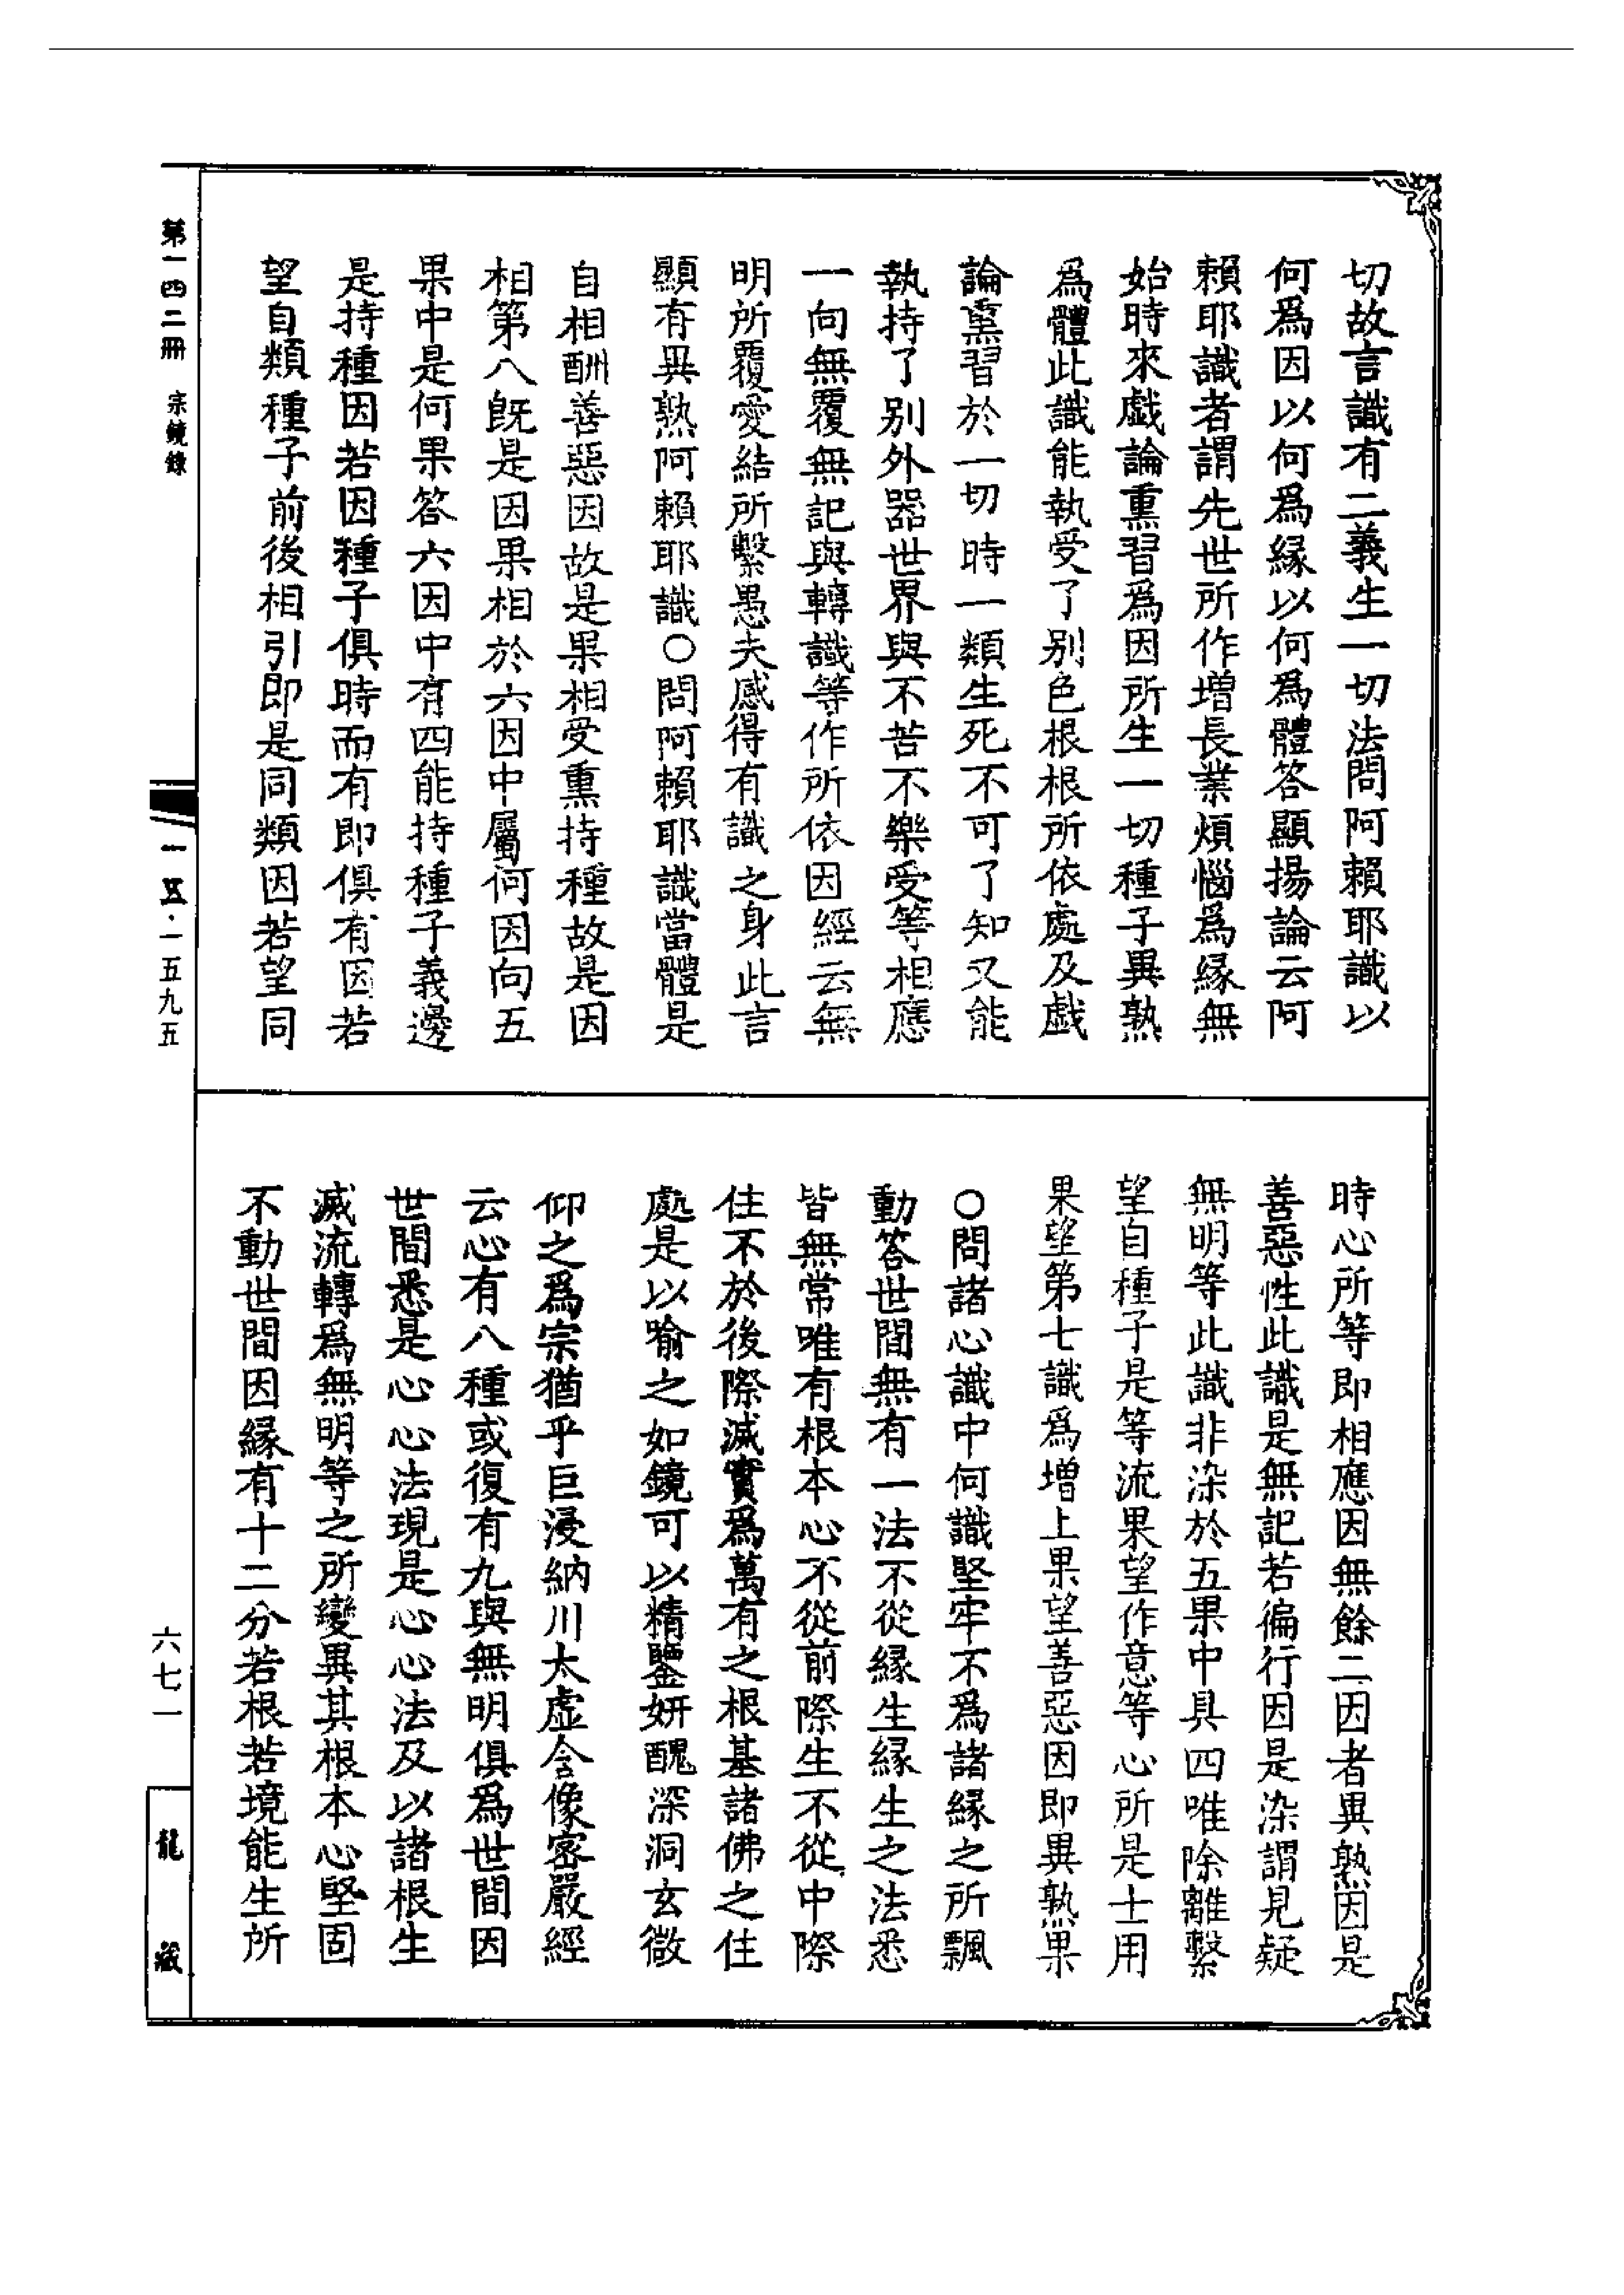 切故言識有二義生一切法問阿賴耶識以
何爲因以何爲緣以何爲體答顯揚論云阿
賴耶識者謂先世所作增長業煩惱爲緣無
始時來戲論熏習爲因所生一切種子異熟
爲體此識能執受了別色根根所依處及戲
論熏習於一切時一類生死不可了知又能
執持了別外器世界與不苦不樂受等相應
一向無覆無記與轉識等作所依因經云無
明所覆愛結所繫愚夫感得有識之身此言
顯有異熟阿賴耶識○問阿賴耶識當體是
自相酬善惡因故是果相受熏持種故是因
相第八旣是因果相於六因中屬何因向五
果中是何果答六因中有四能持種子義邊
是持種因若因種子俱時而有即俱有因若
望自類種子前後相引即是同類因若望同
時心所等即相應因無餘二因者異熟因是
善惡性此識是無記若徧行因是染謂見疑
無明等此識非染於五果中具四唯除離繫
望自種子是等流果望作意等心所是士用
果望第七識爲增上果望善惡因即異熟果
○問諸心識中何識堅牢不爲諸緣之所飄
動答世間無有一法不從緣生緣生之法悉
皆無常唯有根本心不從前際生不從中際
住不於後際滅實爲萬有之根基諸佛之住
處是以喻之如鏡可以精鑒妍醜深洞玄微
仰之爲宗猶乎巨浸納川太虛含像密嚴經
云心有八種或復有九與無明俱爲世間因
世間悉是心心法現是心心法及以諸根生
滅流轉爲無明等之所變異其根本心堅固
不動世間因緣有十二分若根若境能生所
第一四二冊 宗鏡錄
一五·一五九五
六七一
龍藏